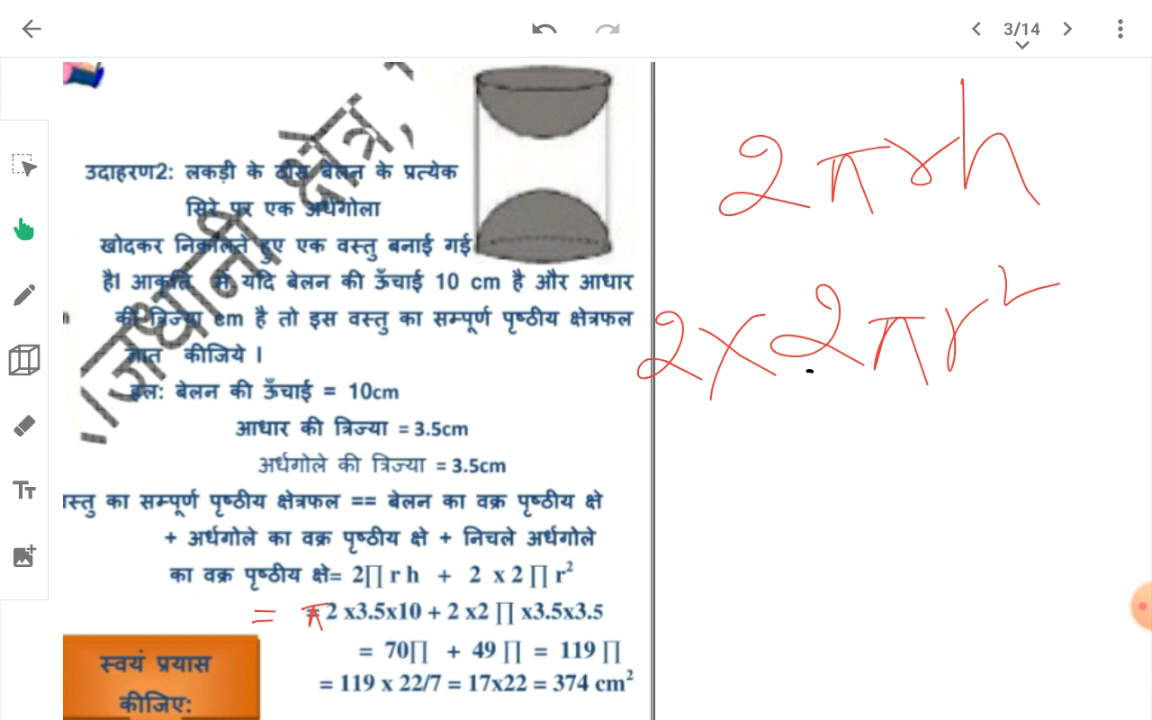 3/14
उदाहरण2: लकड़ी के ठोस बेलन के प्रत्येक
सिरे पर एक अर्धगोला
खोदकर निकालते हुए एक वस्तु बनाई गई
है। आकृति में यदि बेलन की ऊँचाई 10 cm है और आधार
की त्रिज्या cm है तो इस वस्तु का सम्पूर्ण पृष्ठीय क्षेत्रफल
ज्ञात कीजिये ।
हल: बेलन की ऊँचाई = 10cm
आधार की त्रिज्या = 3.5cm
अर्धगोले की त्रिज्या = 3.5cm
स्तु का सम्पूर्ण पृष्ठीय क्षेत्रफल == बेलन का वक्र पृष्ठीय क्षे
+ अर्धगोले का वक्र पृष्ठीय क्षे + निचले अर्धगोले
का वक्र पृष्ठीय क्षे= 2∏ r h + 2 x 2 ∏ r²
= π 2 x3.5x10 + 2 x2 ∏ x3.5x3.5
= 70∏ + 49 ∏ = 119 ∏
= 119 x 22/7 = 17x22 = 374 cm²
स्वयं प्रयास
कीजिए:
राजधानी क्षेत्र,
2πrh
2x2πr²
Tт